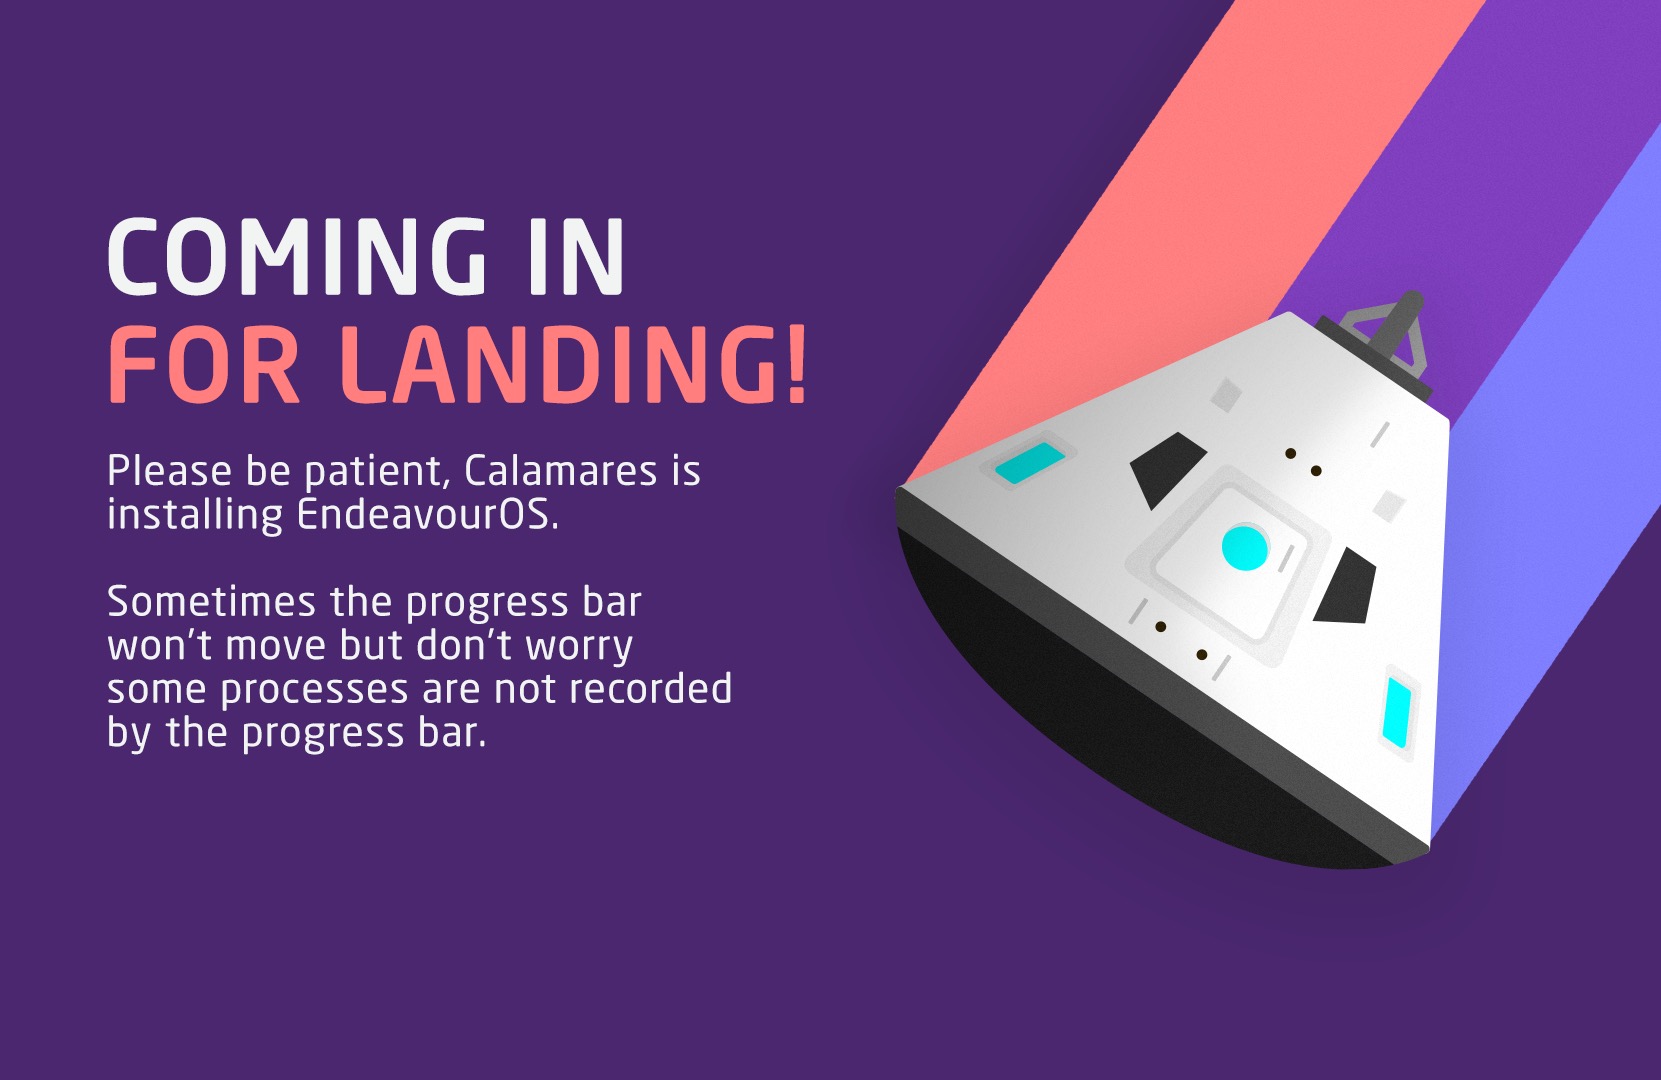 COMING IN
FOR LANDING!
Please be patient, Calamares is
installing EndeavourOS.
Sometimes the progress bar
won’t move but don’t worry
some processes are not recorded
by the progress bar.